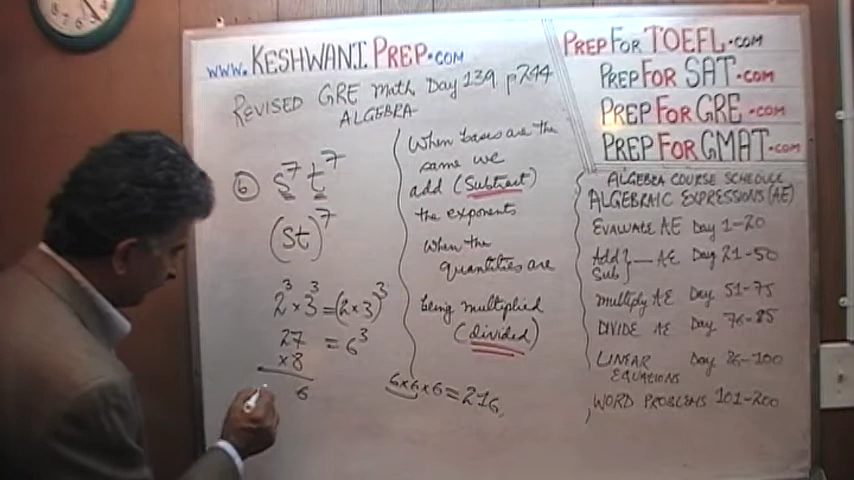 www.KESHWANI PREP.COM
REVISED GRE Math Day 139 p244
ALGEBRA
6 s⁷ t⁷
(st)⁷
2³ × 3³ = (2 × 3)³
27 = 6³
×8
6
When bases are the
same we
add (Subtract)
the exponents
When the
quantities are
being multiplied
(divided)
6×6×6 = 216
PREP FOR TOEFL.COM
PREP FOR SAT.COM
PREP FOR GRE.COM
PREP FOR GMAT.COM
ALGEBRA COURSE SCHEDULE
ALGEBRAIC EXPRESSIONS (AE)
EVALUATE AE Day 1-20
Add } — AE Day 21-50
Sub
multiply AE Day 51-75
DIVIDE AE Day 76-85
LINEAR Day 86-100
EQUATIONS
WORD PROBLEMS 101-200